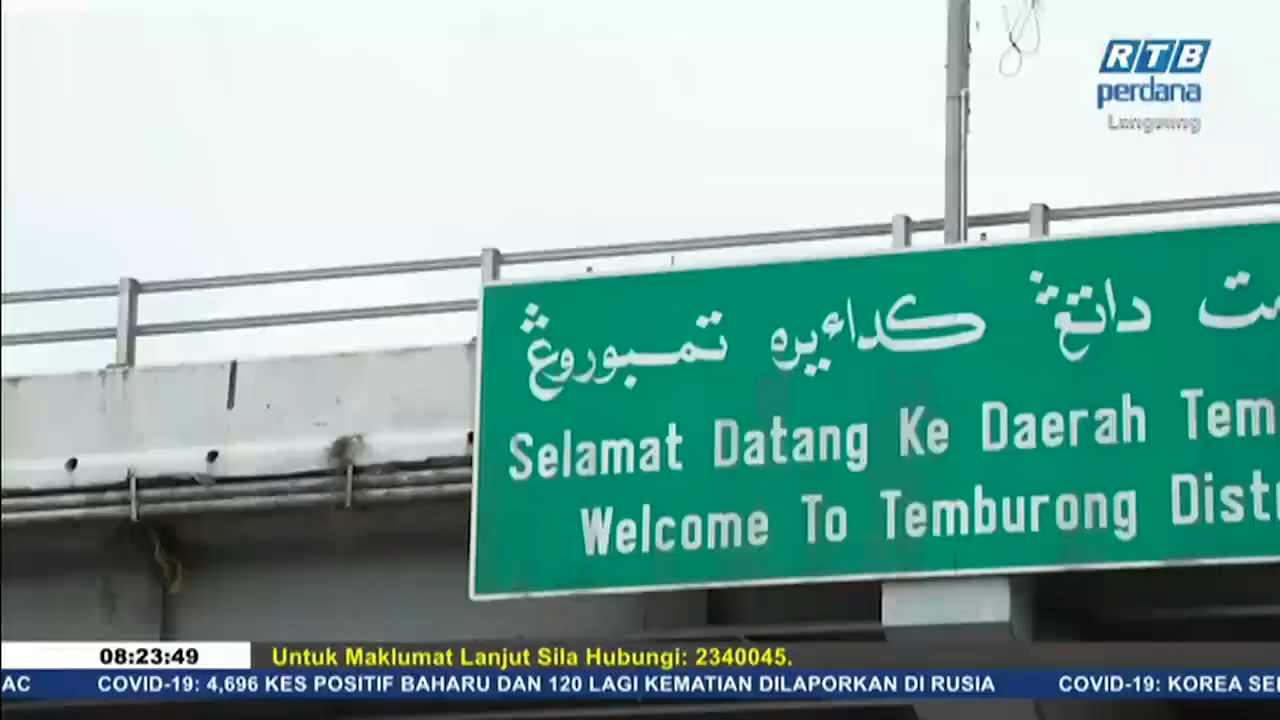 RTB
perdana
Langsung
داتڠ كداءيره تمبوروڠ
Selamat Datang Ke Daerah Tem
Welcome To Temburong Dist
08:23:49
Untuk Maklumat Lanjut Sila Hubungi: 2340045.
AC COVID-19: 4,696 KES POSITIF BAHARU DAN 120 LAGI KEMATIAN DILAPORKAN DI RUSIA COVID-19: KOREA SEL